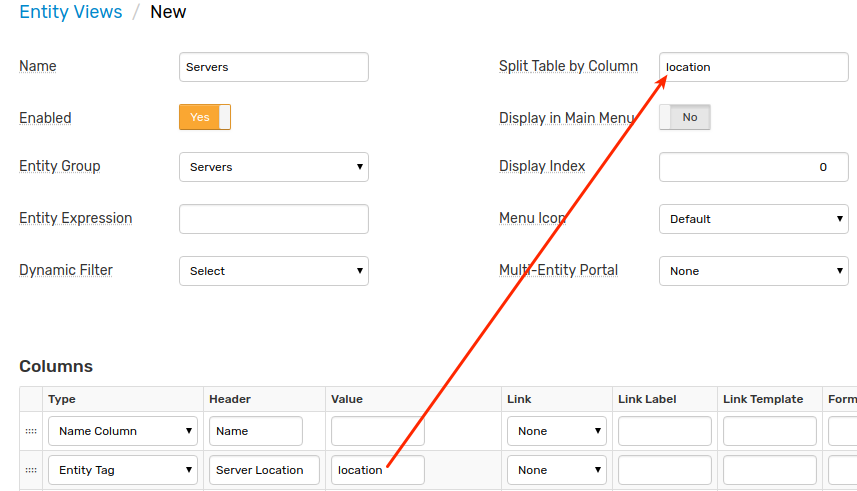 Entity Views / New
Name Servers Split Table by Column location
Enabled Yes Display in Main Menu No
Entity Group Servers Display Index 0
Entity Expression Menu Icon Default
Dynamic Filter Select Multi-Entity Portal None
Columns
Type Header Value Link Link Label Link Template Form
Name Column Name None
Entity Tag Server Location location None